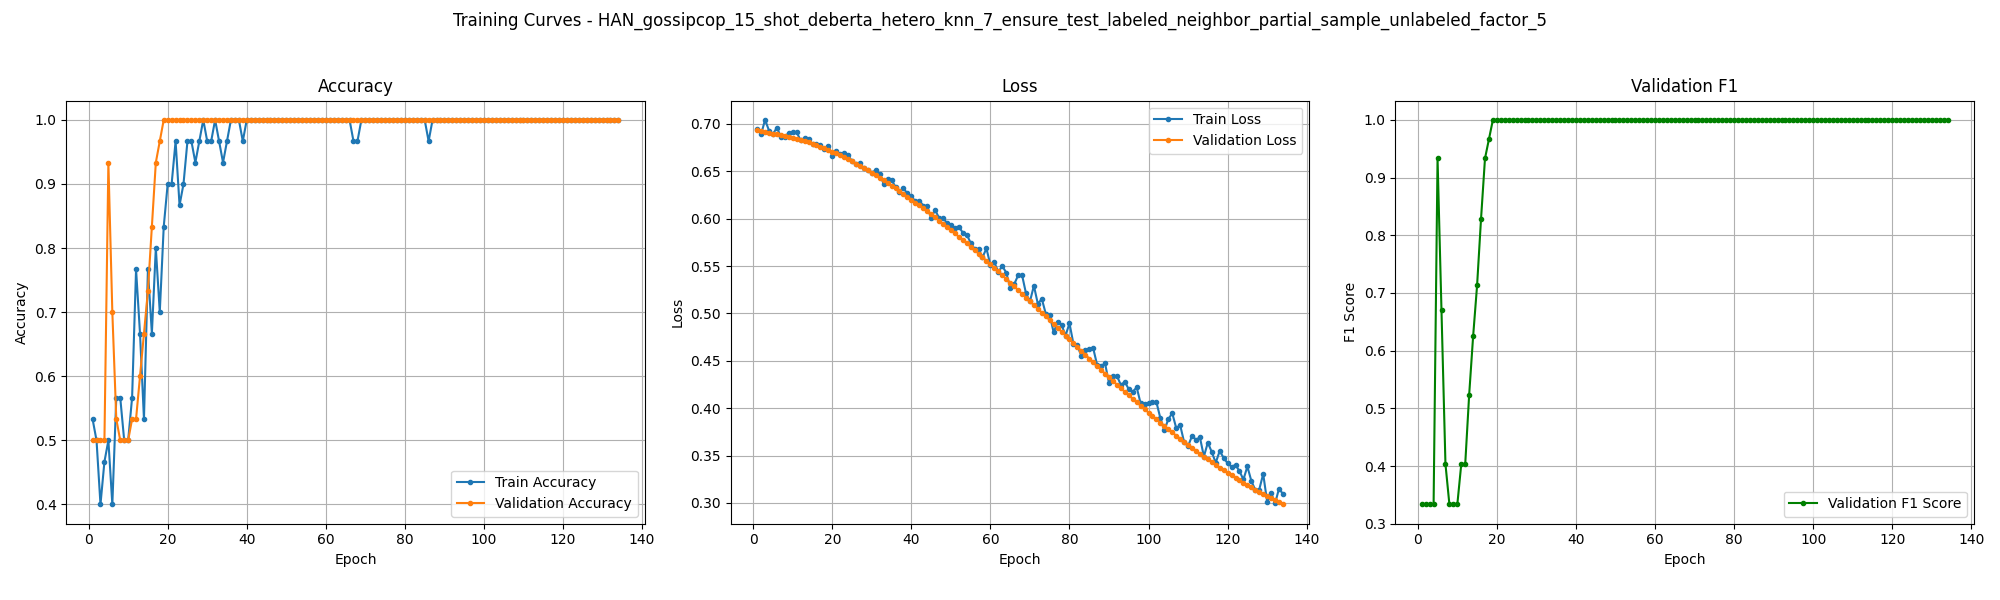 Training Curves - HAN_gossipcop_15_shot_deberta_hetero_knn_7_ensure_test_labeled_neighbor_partial_sample_unlabeled_factor_5
Accuracy
1.0
0.9
0.8
0.7
0.6
0.5
0.4
Accuracy
Train Accuracy
Validation Accuracy
0 20 40 60 80 100 120 140
Epoch
Loss
0.70
0.65
0.60
0.55
0.50
0.45
0.40
0.35
0.30
Loss
Train Loss
Validation Loss
0 20 40 60 80 100 120 140
Epoch
Validation F1
1.0
0.9
0.8
0.7
0.6
0.5
0.4
0.3
F1 Score
Validation F1 Score
0 20 40 60 80 100 120 140
Epoch